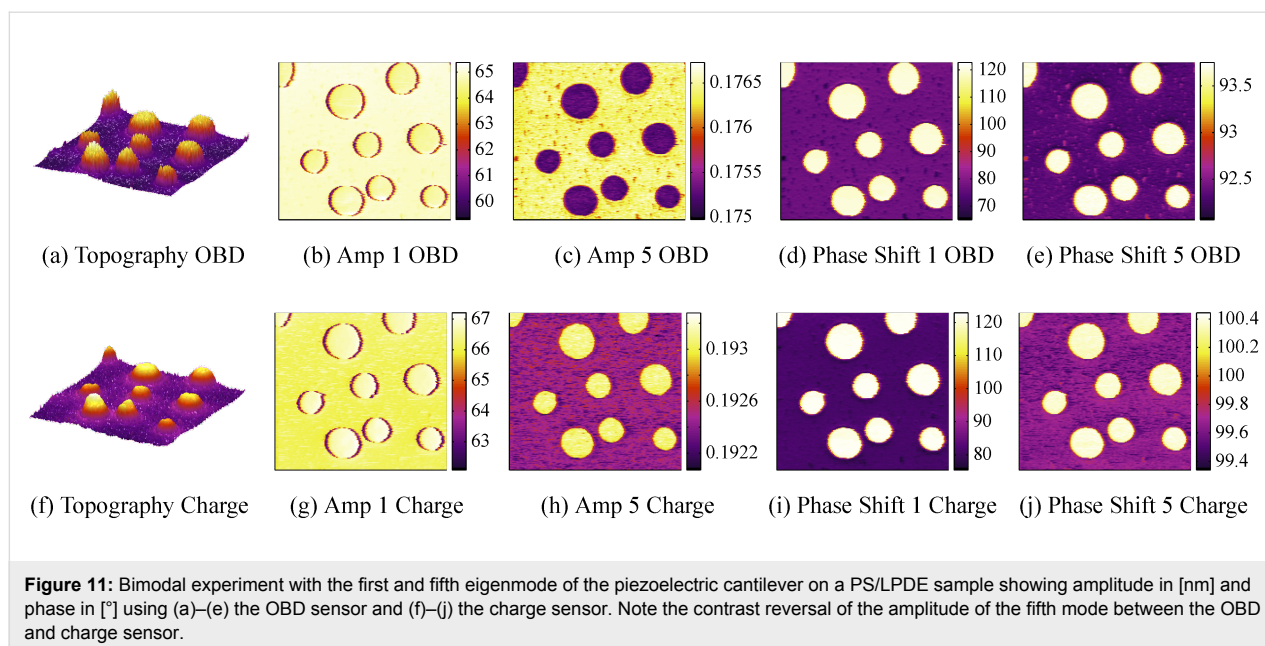 65
64
63
62
61
60
0.1765
0.176
0.1755
0.175
120
110
100
90
80
70
93.5
93
92.5
(a) Topography OBD
(b) Amp 1 OBD
(c) Amp 5 OBD
(d) Phase Shift 1 OBD
(e) Phase Shift 5 OBD
67
66
65
64
63
0.193
0.1926
0.1922
120
110
100
90
80
100.4
100.2
100
99.8
99.6
99.4
(f) Topography Charge
(g) Amp 1 Charge
(h) Amp 5 Charge
(i) Phase Shift 1 Charge
(j) Phase Shift 5 Charge
Figure 11: Bimodal experiment with the first and fifth eigenmode of the piezoelectric cantilever on a PS/LPDE sample showing amplitude in [nm] and
phase in [°] using (a)–(e) the OBD sensor and (f)–(j) the charge sensor. Note the contrast reversal of the amplitude of the fifth mode between the OBD
and charge sensor.